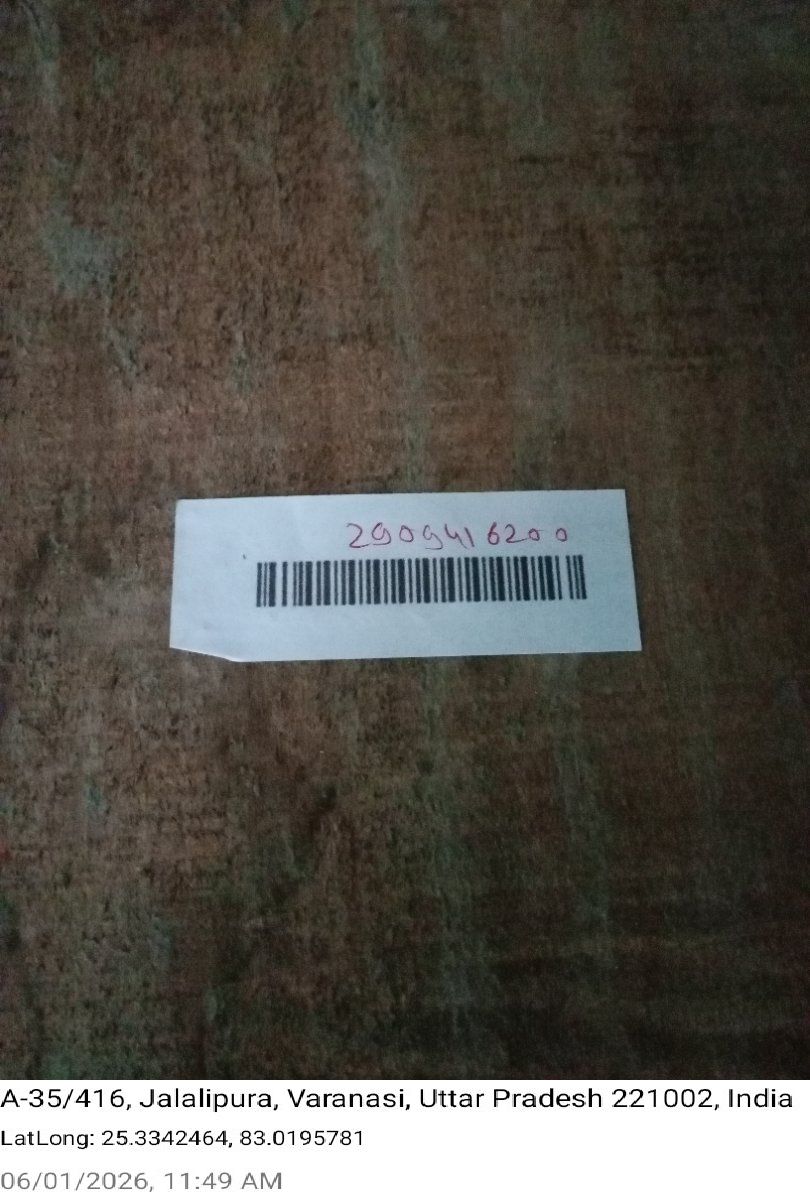 2909416200
A-35/416, Jalalipura, Varanasi, Uttar Pradesh 221002, India
LatLong: 25.3342464, 83.0195781
06/01/2026, 11:49 AM